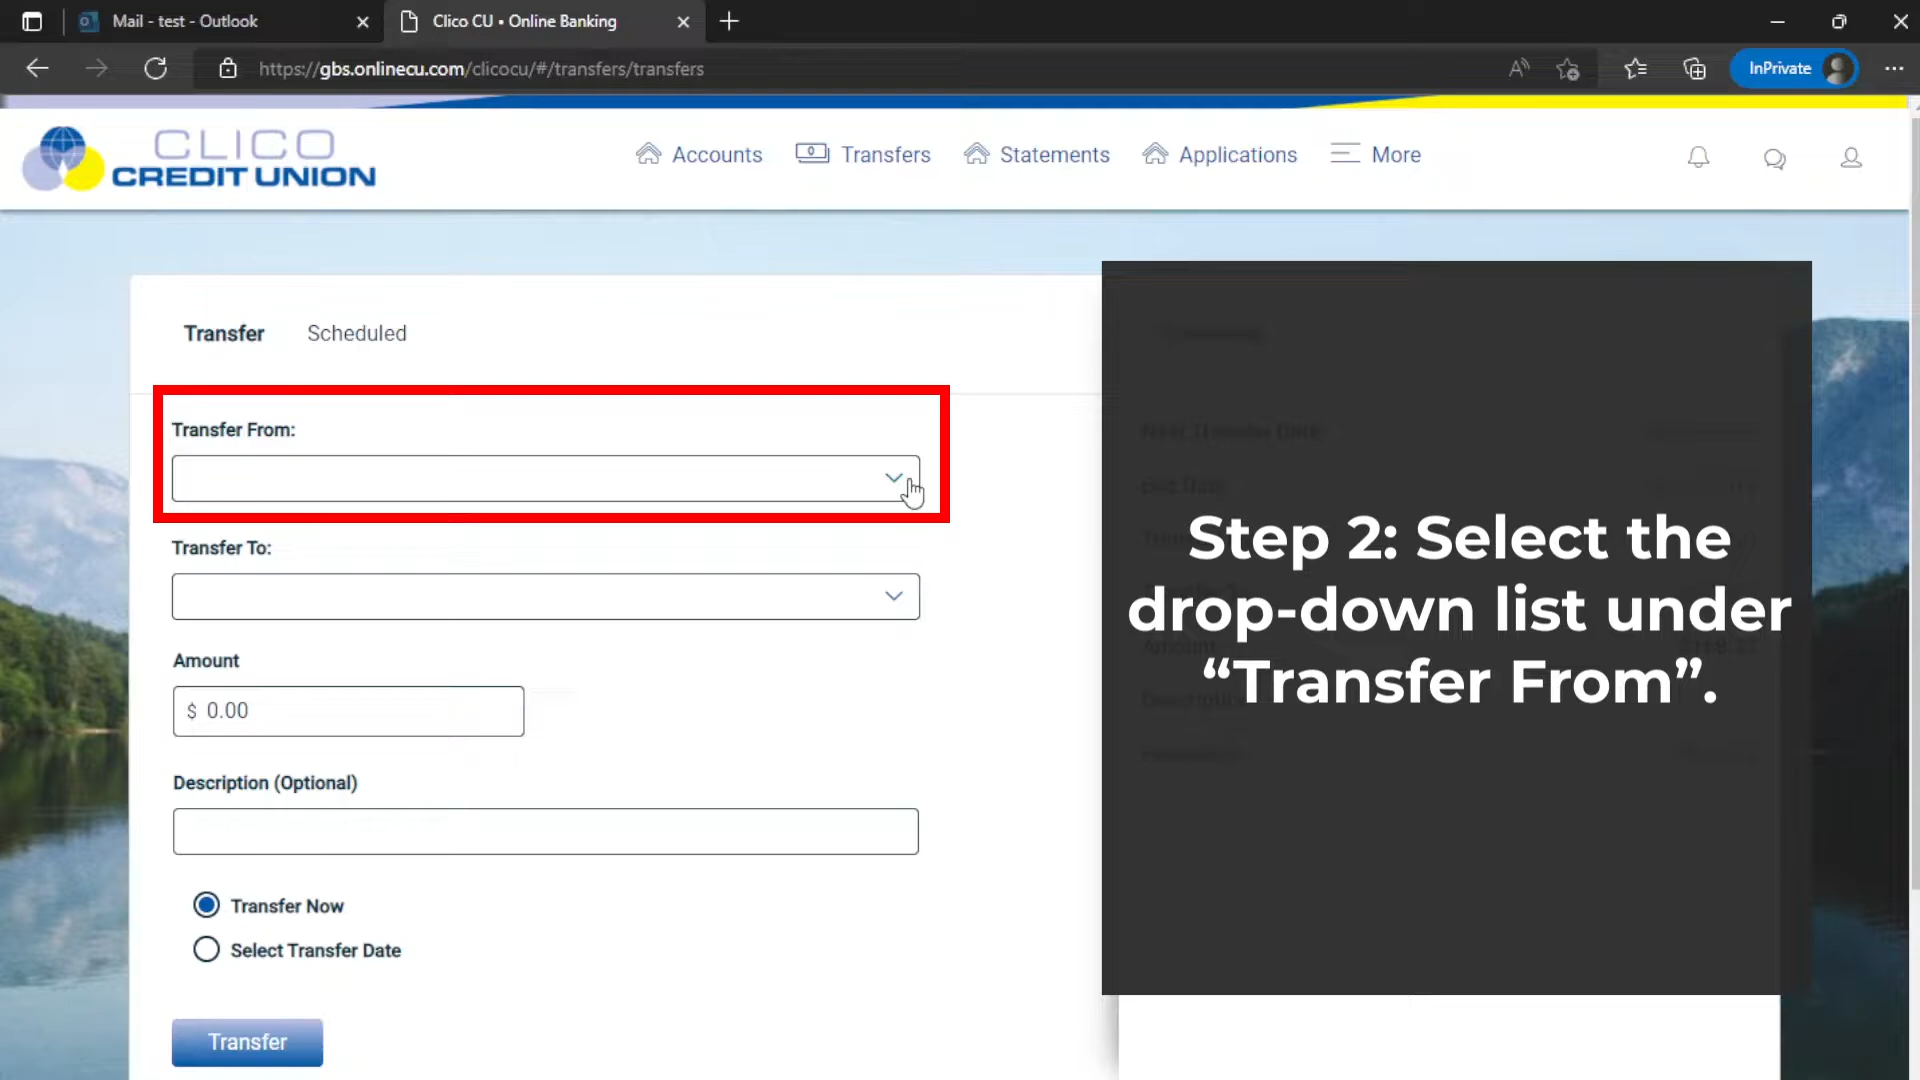 Mail - test - Outlook
Clico CU • Online Banking
https://gbs.onlinecu.com/clicocu/#/transfers/transfers
InPrivate
CLICO
CREDIT UNION
Accounts
Transfers
Statements
Applications
More
Transfer
Scheduled
Transfer From:
Transfer To:
Amount
$ 0.00
Description (Optional)
Transfer Now
Select Transfer Date
Transfer
Step 2: Select the
drop-down list under
“Transfer From”.